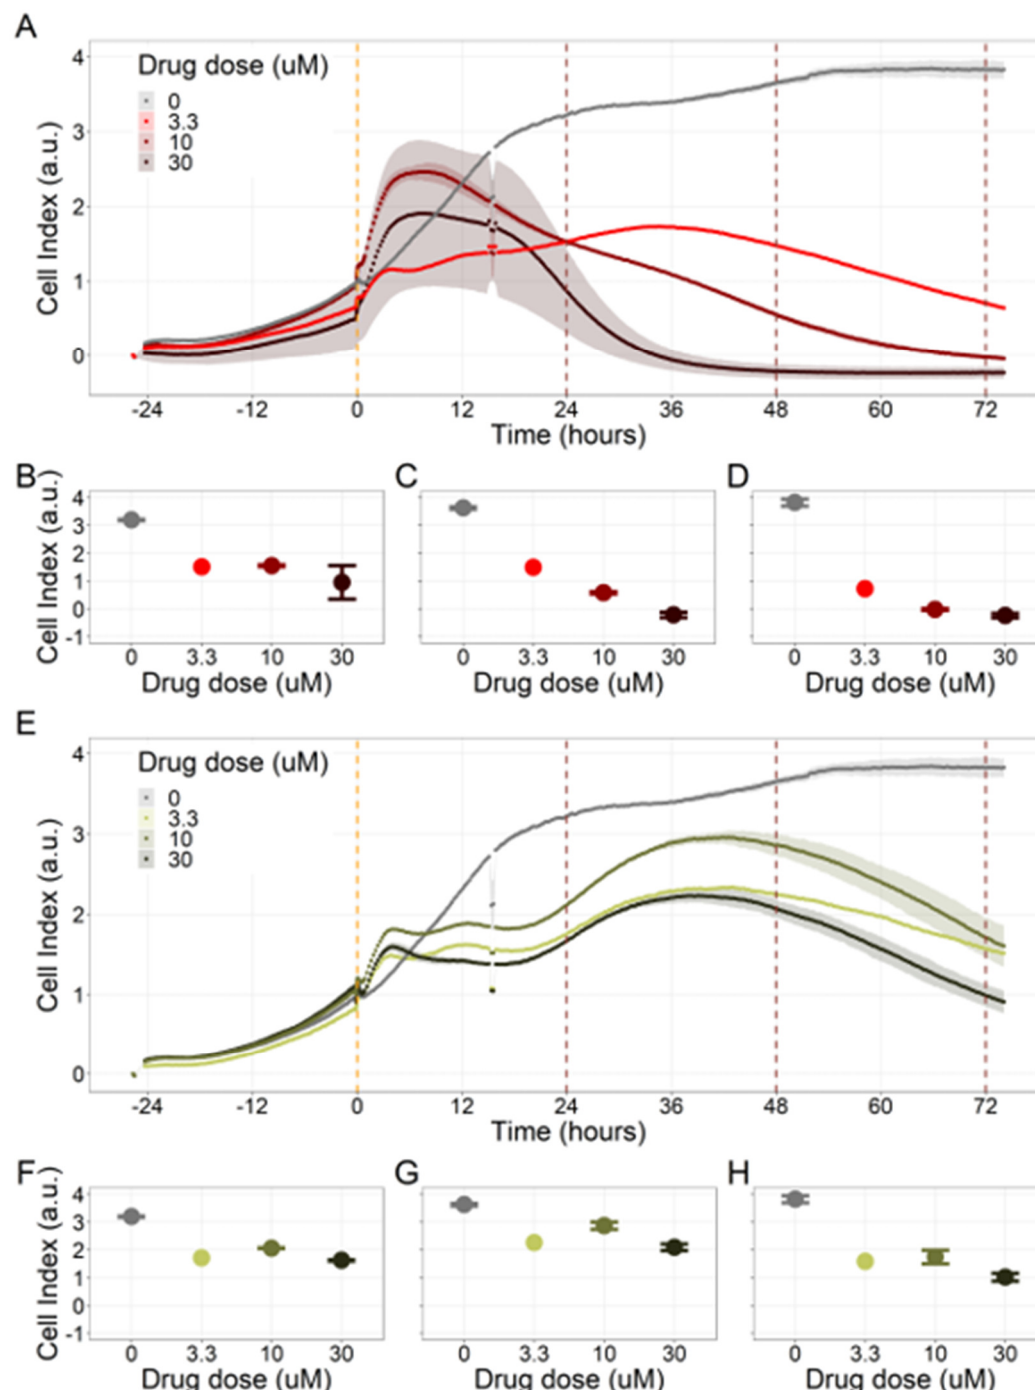 A
Drug dose (uM)
0
3.3
10
30
Cell Index (a.u.)
4
3
2
1
0
-24 -12 0 12 24 36 48 60 72
Time (hours)
B C D
Cell Index (a.u.)
4
3
2
1
0
-1
0 3.3 10 30 0 3.3 10 30 0 3.3 10 30
Drug dose (uM) Drug dose (uM) Drug dose (uM)
E
Drug dose (uM)
0
3.3
10
30
Cell Index (a.u.)
4
3
2
1
0
-24 -12 0 12 24 36 48 60 72
Time (hours)
F G H
Cell Index (a.u.)
4
3
2
1
0
-1
0 3.3 10 30 0 3.3 10 30 0 3.3 10 30
Drug dose (uM) Drug dose (uM) Drug dose (uM)